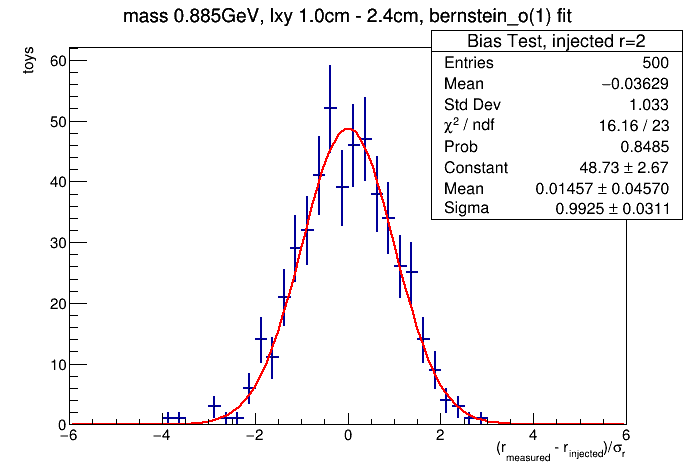 mass 0.885GeV, lxy 1.0cm - 2.4cm, bernstein_o(1) fit
Bias Test, injected r=2
Entries 500
Mean −0.03629
Std Dev 1.033
χ² / ndf 16.16 / 23
Prob 0.8485
Constant 48.73 ± 2.67
Mean 0.01457 ± 0.04570
Sigma 0.9925 ± 0.0311
toys
60
50
40
30
20
10
0
−6 −4 −2 0 2 4 6
(r_measured - r_injected)/σ_r